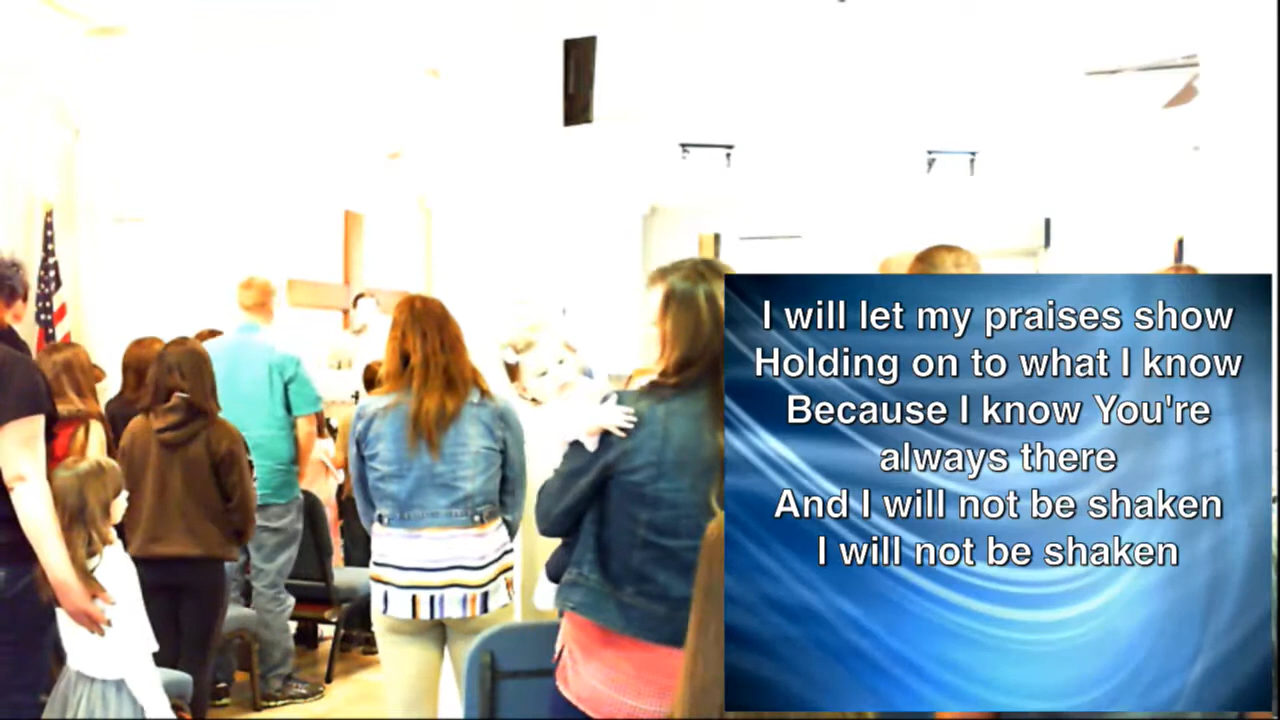 I will let my praises show
Holding on to what I know
Because I know You're
always there
And I will not be shaken
I will not be shaken